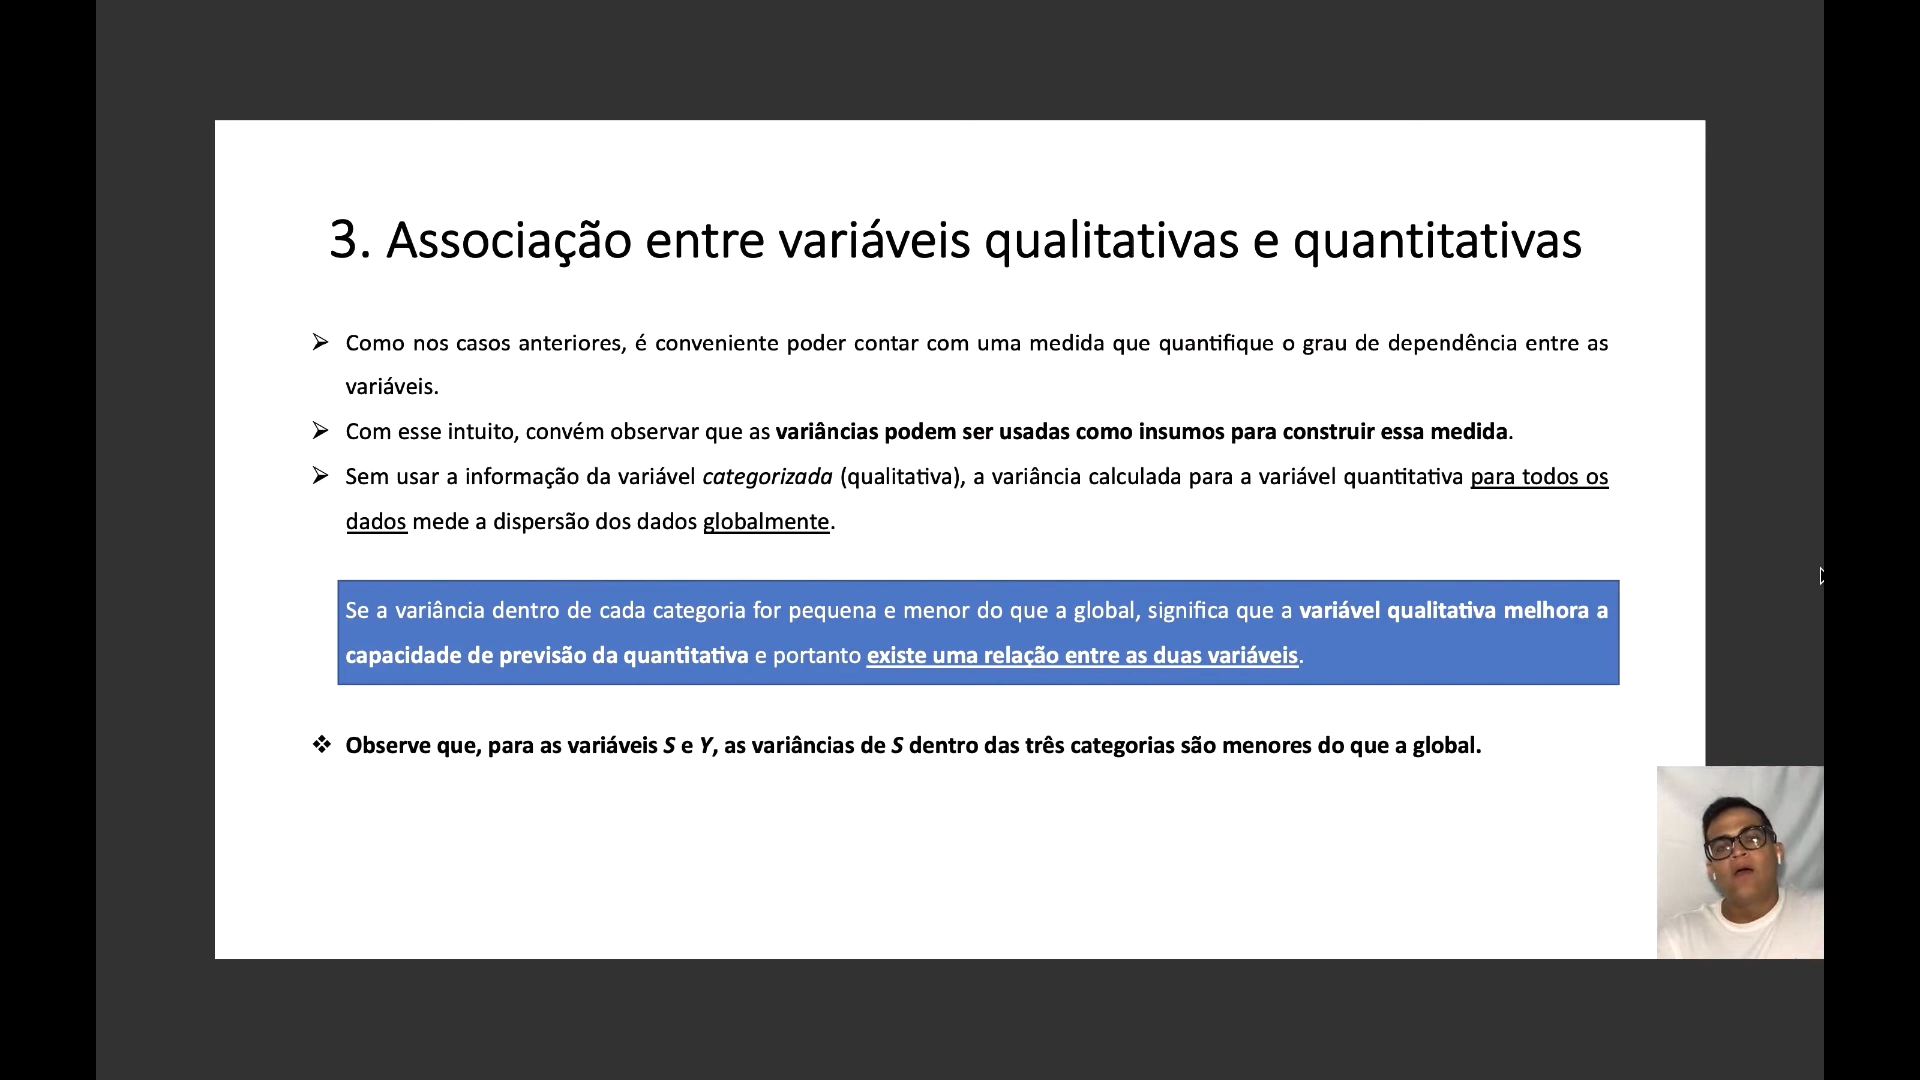 3. Associação entre variáveis qualitativas e quantitativas
Como nos casos anteriores, é conveniente poder contar com uma medida que quantifique o grau de dependência entre as
variáveis.
Com esse intuito, convém observar que as variâncias podem ser usadas como insumos para construir essa medida.
Sem usar a informação da variável categorizada (qualitativa), a variância calculada para a variável quantitativa para todos os
dados mede a dispersão dos dados globalmente.
Se a variância dentro de cada categoria for pequena e menor do que a global, significa que a variável qualitativa melhora a
capacidade de previsão da quantitativa e portanto existe uma relação entre as duas variáveis.
Observe que, para as variáveis S e Y, as variâncias de S dentro das três categorias são menores do que a global.